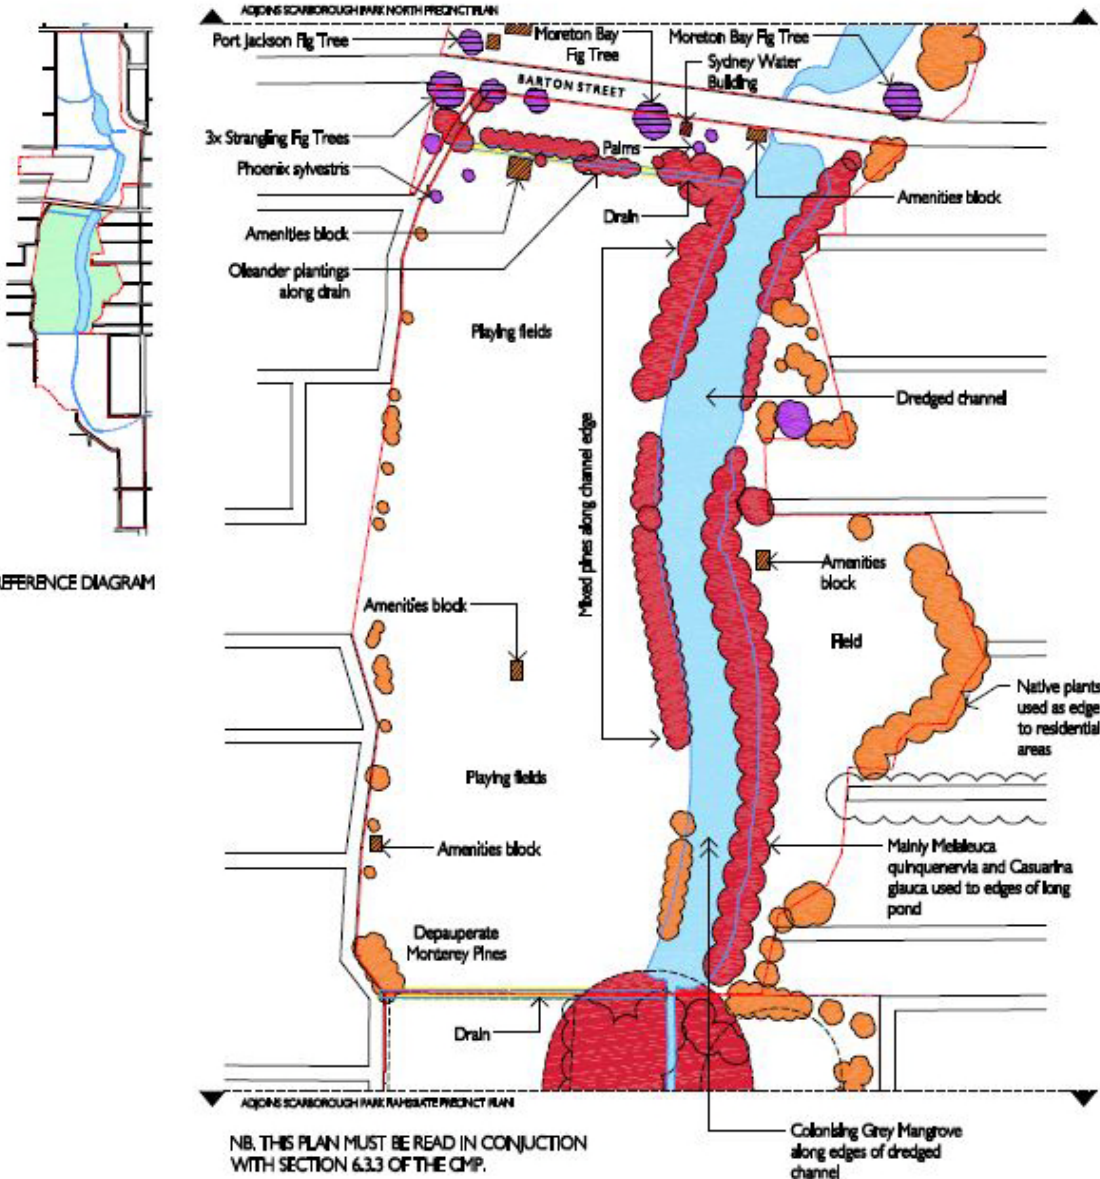 ADJOINS SCARBOROUGH PARK NORTH PRECINCT PLAN
Port Jackson Fig Tree
Moreton Bay
Fig Tree
Moreton Bay Fig Tree
Sydney Water
Building
BARTON STREET
3x Strangling Fig Trees
Palms
Phoenix sylvestris
Amenities block
Drain
Amenities block
Oleander plantings
along drain
Playing fields
Dredged channel
Mixed pines along channel edge
Amenities
block
EFERENCE DIAGRAM
Amenities block
Field
Native plants
used as edge
to residential
areas
Playing fields
Amenities block
Mainly Melaleuca
quinquenervia and Casuarina
glauca used to edges of long
pond
Depauperate
Monterey Pines
Drain
ADJOINS SCARBOROUGH PARK RAMSGATE PRECINCT PLAN
NB. THIS PLAN MUST BE READ IN CONJUCTION
WITH SECTION 6.3.3 OF THE CMP.
Colonising Grey Mangrove
along edges of dredged
channel